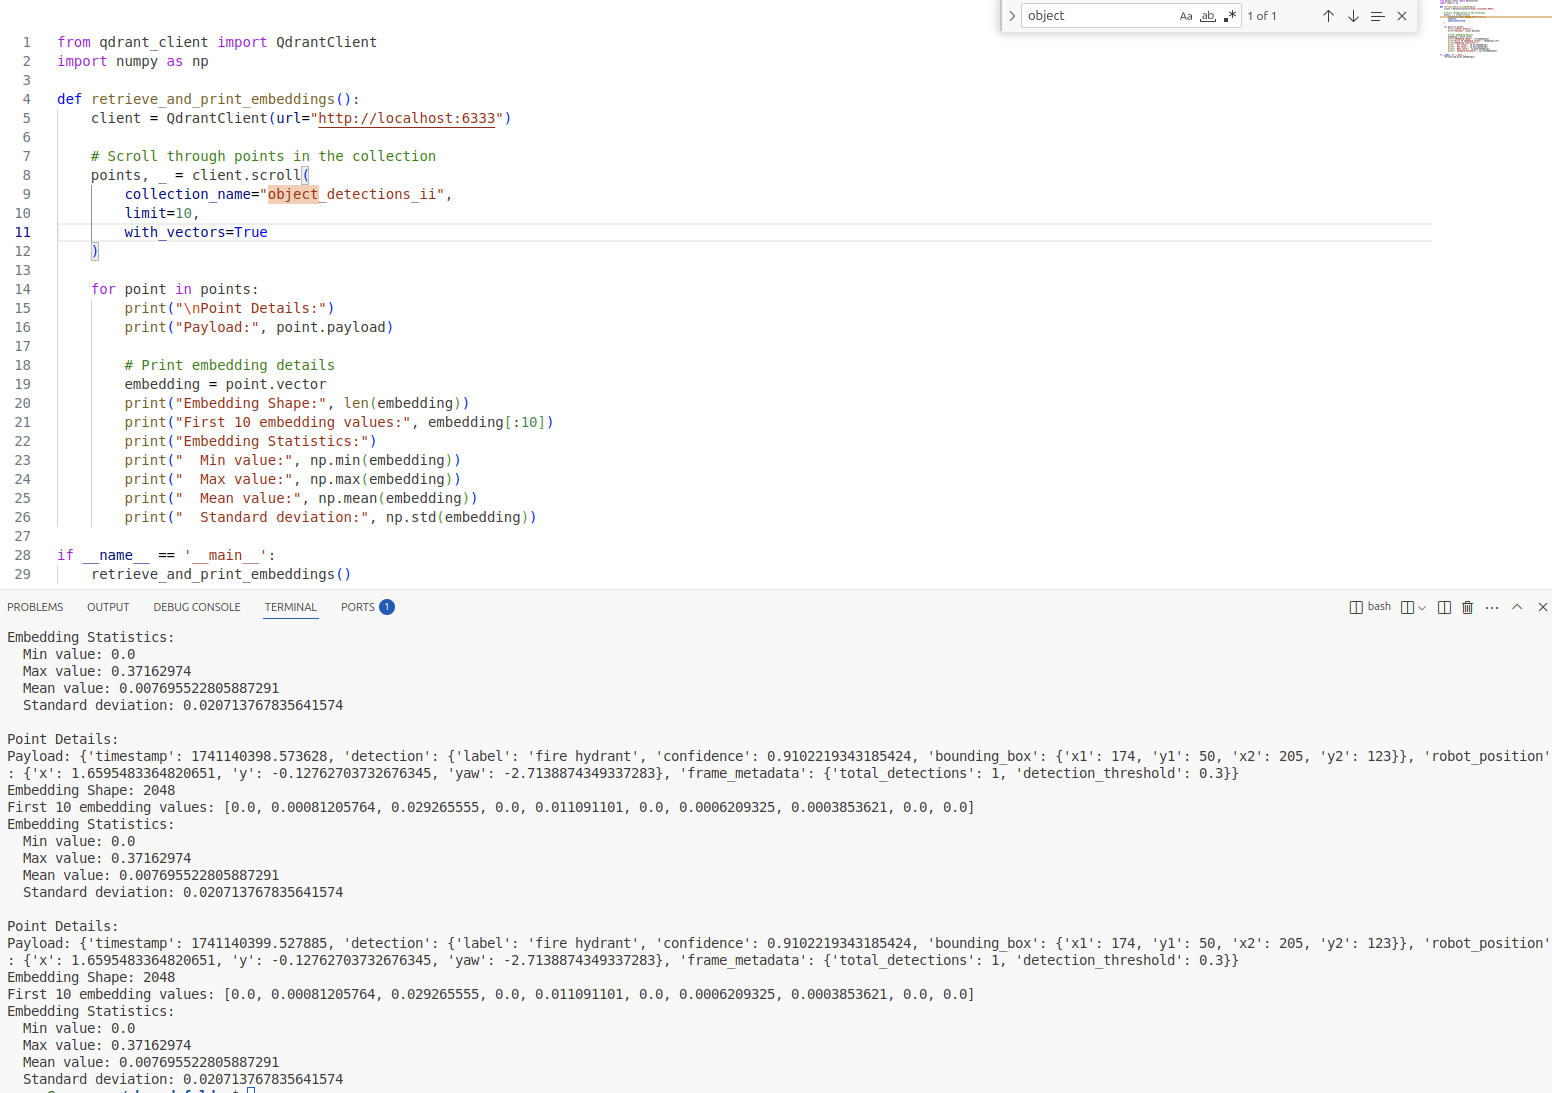 object Aa ab 1 of 1
1 from qdrant_client import QdrantClient
2 import numpy as np
3
4 def retrieve_and_print_embeddings():
5     client = QdrantClient(url="http://localhost:6333")
6
7     # Scroll through points in the collection
8     points, _ = client.scroll(
9         collection_name="object_detections_ii",
10         limit=10,
11         with_vectors=True
12     )
13
14     for point in points:
15         print("\nPoint Details:")
16         print("Payload:", point.payload)
17
18         # Print embedding details
19         embedding = point.vector
20         print("Embedding Shape:", len(embedding))
21         print("First 10 embedding values:", embedding[:10])
22         print("Embedding Statistics:")
23         print("  Min value:", np.min(embedding))
24         print("  Max value:", np.max(embedding))
25         print("  Mean value:", np.mean(embedding))
26         print("  Standard deviation:", np.std(embedding))
27
28 if __name__ == '__main__':
29     retrieve_and_print_embeddings()
PROBLEMS OUTPUT DEBUG CONSOLE TERMINAL PORTS 1 bash
Embedding Statistics:
  Min value: 0.0
  Max value: 0.37162974
  Mean value: 0.007695522805887291
  Standard deviation: 0.020713767835641574
Point Details:
Payload: {'timestamp': 1741140398.573628, 'detection': {'label': 'fire hydrant', 'confidence': 0.9102219343185424, 'bounding_box': {'x1': 174, 'y1': 50, 'x2': 205, 'y2': 123}}, 'robot_position'
: {'x': 1.6595483364820651, 'y': -0.12762703732676345, 'yaw': -2.7138874349337283}, 'frame_metadata': {'total_detections': 1, 'detection_threshold': 0.3}}
Embedding Shape: 2048
First 10 embedding values: [0.0, 0.00081205764, 0.029265555, 0.0, 0.011091101, 0.0, 0.0006209325, 0.0003853621, 0.0, 0.0]
Embedding Statistics:
  Min value: 0.0
  Max value: 0.37162974
  Mean value: 0.007695522805887291
  Standard deviation: 0.020713767835641574
Point Details:
Payload: {'timestamp': 1741140399.527885, 'detection': {'label': 'fire hydrant', 'confidence': 0.9102219343185424, 'bounding_box': {'x1': 174, 'y1': 50, 'x2': 205, 'y2': 123}}, 'robot_position'
: {'x': 1.6595483364820651, 'y': -0.12762703732676345, 'yaw': -2.7138874349337283}, 'frame_metadata': {'total_detections': 1, 'detection_threshold': 0.3}}
Embedding Shape: 2048
First 10 embedding values: [0.0, 0.00081205764, 0.029265555, 0.0, 0.011091101, 0.0, 0.0006209325, 0.0003853621, 0.0, 0.0]
Embedding Statistics:
  Min value: 0.0
  Max value: 0.37162974
  Mean value: 0.007695522805887291
  Standard deviation: 0.020713767835641574